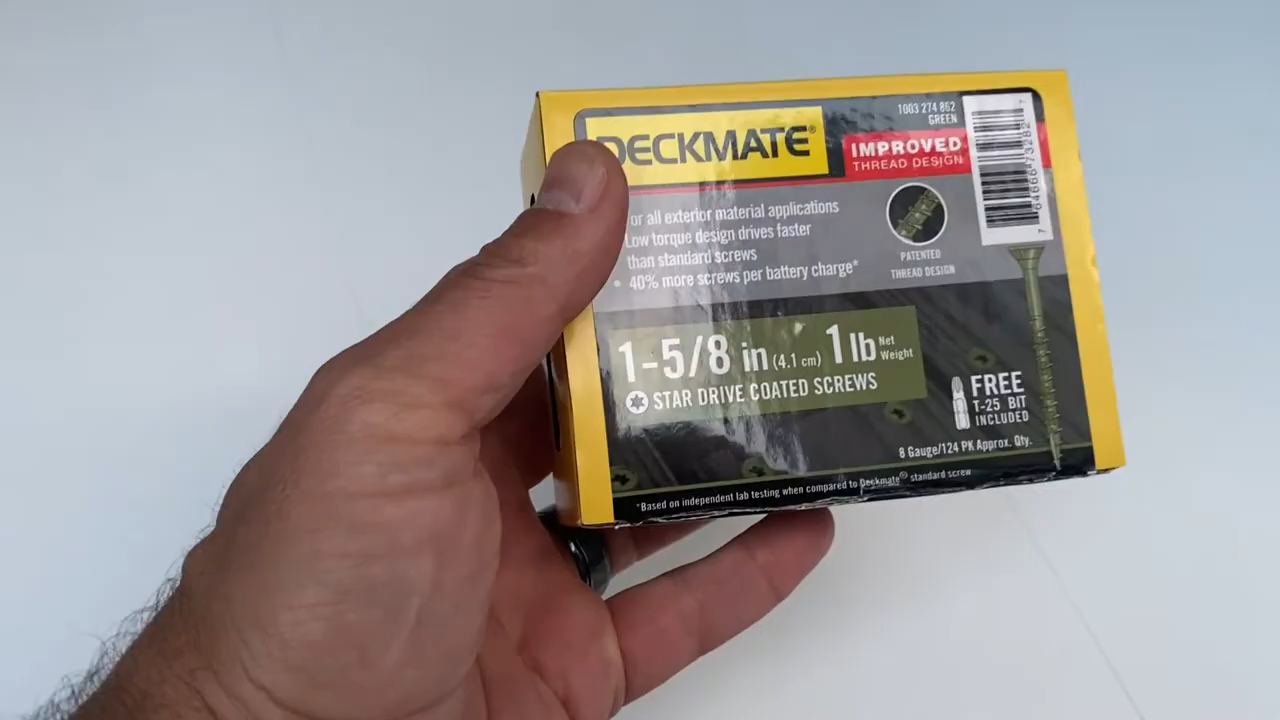 DECKMATE®
1003 274 862
GREEN
IMPROVED
THREAD DESIGN
or all exterior material applications
Low torque design drives faster
than standard screws
• 40% more screws per battery charge*
PATENTED
THREAD DESIGN
1-5/8 in (4.1 cm) 1 lb Net Weight
STAR DRIVE COATED SCREWS
FREE
T-25 BIT
INCLUDED
8 Gauge/124 PK Approx. Qty.
*Based on independent lab testing when compared to Deckmate® standard screw